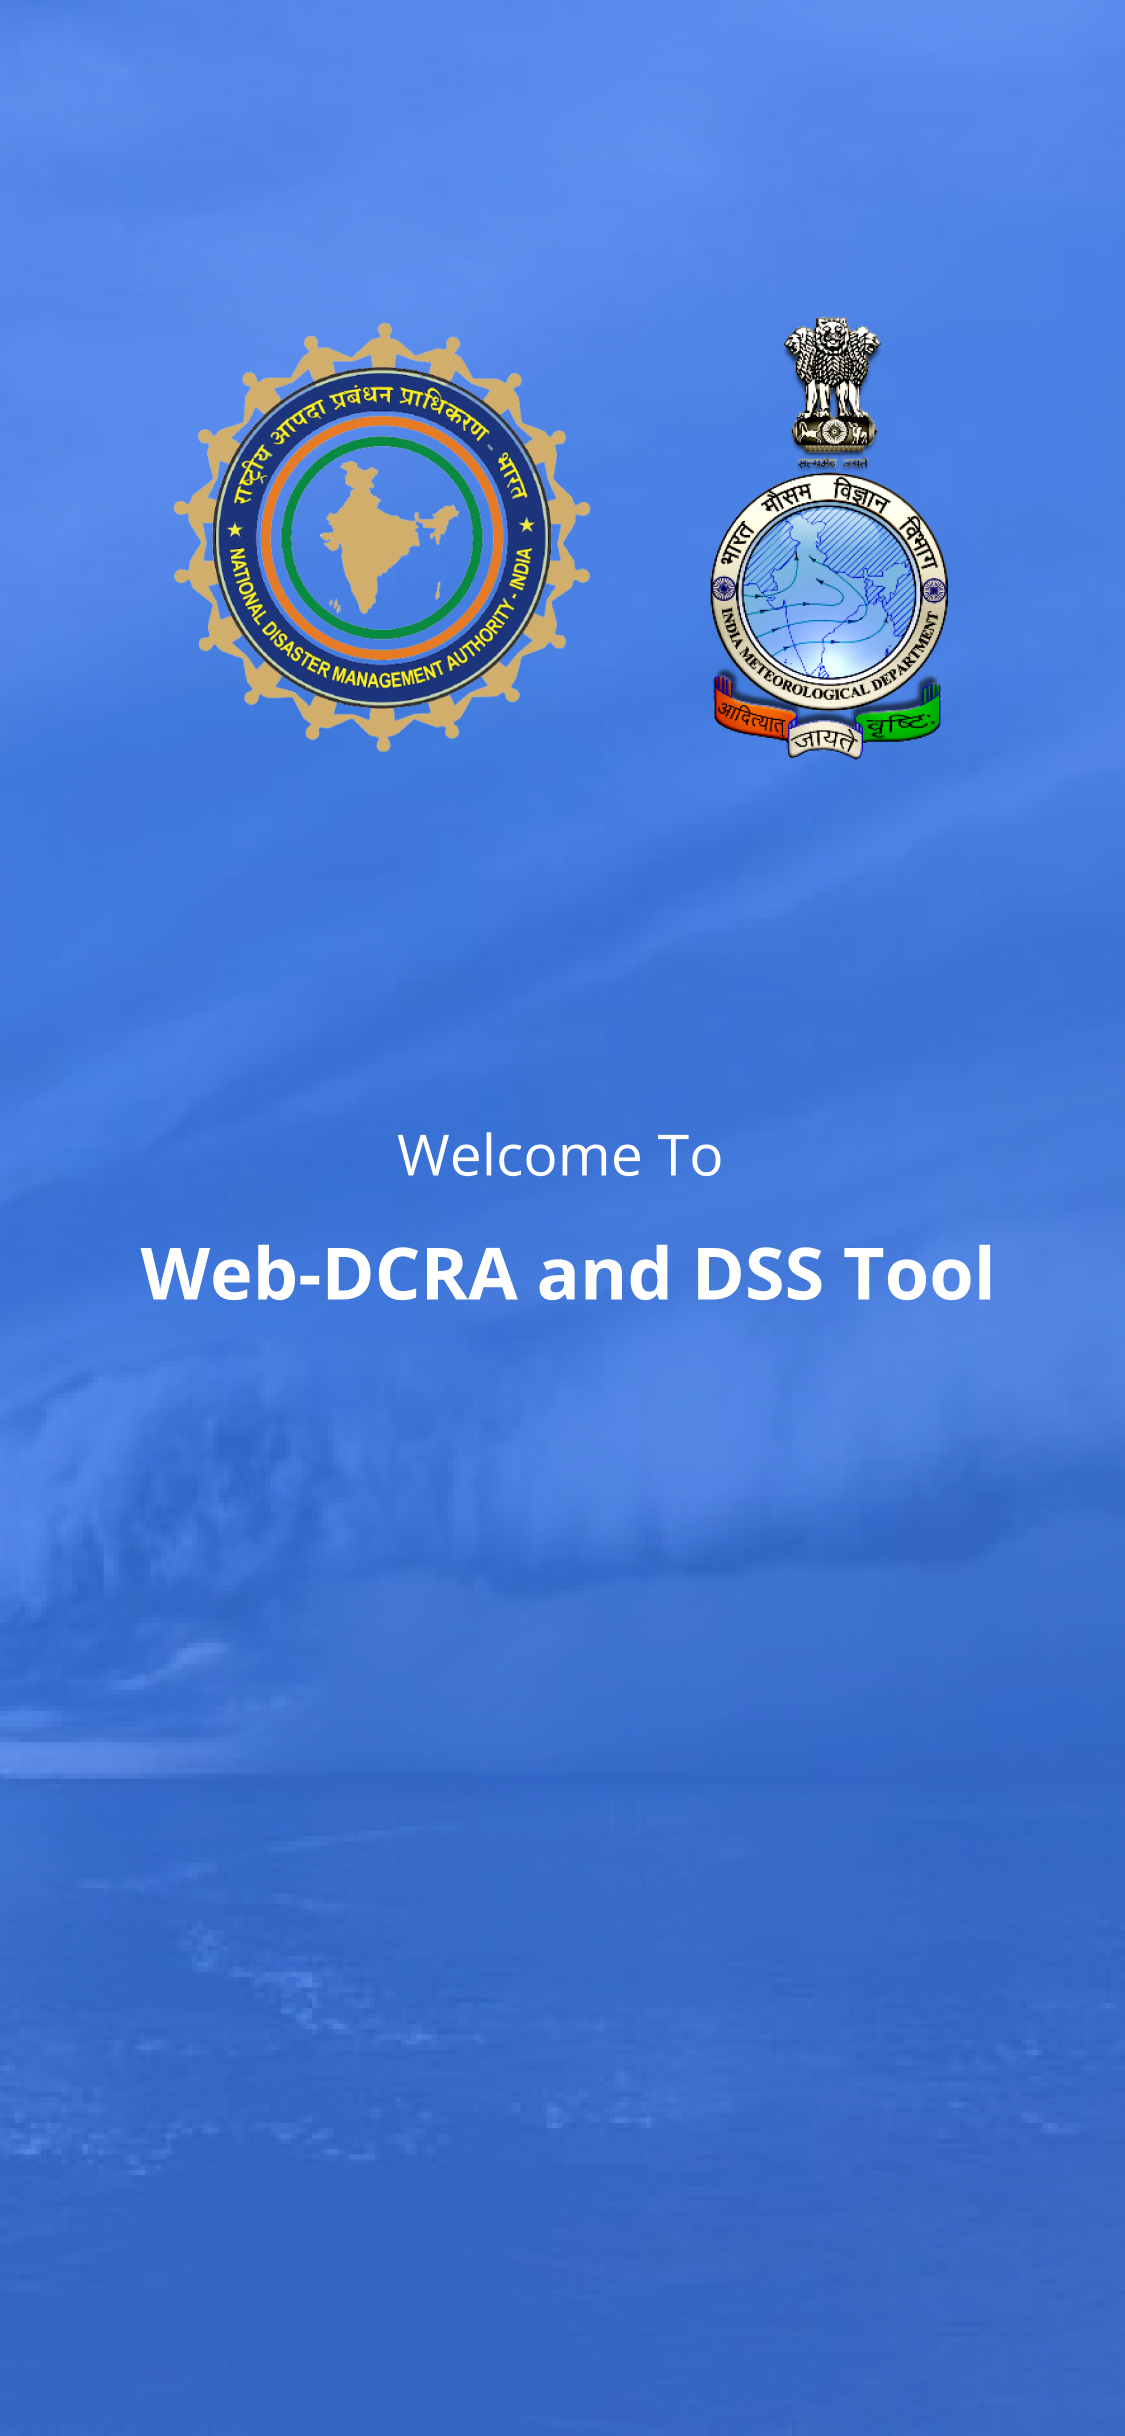 राष्ट्रीय आपदा प्रबंधन प्राधिकरण - भारत
NATIONAL DISASTER MANAGEMENT AUTHORITY - INDIA
सत्यमेव जयते
भारत मौसम विज्ञान विभाग
INDIA METEOROLOGICAL DEPARTMENT
आदित्यात् जायते वृष्टि:
Welcome To
Web-DCRA and DSS Tool